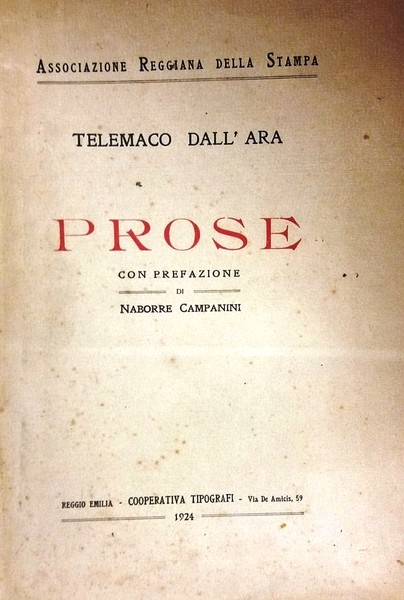 ASSOCIAZIONE REGGIANA DELLA STAMPA
TELEMACO DALL' ARA
PROSE
CON PREFAZIONE
DI
NABORRE CAMPANINI
REGGIO EMILIA - COOPERATIVA TIPOGRAFI - Via De Amicis, 59
1924